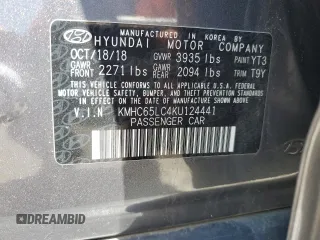 MANUFACTURED IN KOREA BY
HYUNDAI MOTOR COMPANY
OCT/18/18 GVWR 3935 lbs PAINT YT3
GAWR FRONT 2271 lbs GAWR REAR 2094 lbs TRIM T9Y
THIS VEHICLE CONFORMS TO ALL APPLICABLE U.S.A. FEDERAL
MOTOR VEHICLE SAFETY, BUMPER, AND THEFT PREVENTION
STANDARDS IN EFFECT ON THE DATE OF MANUFACTURE SHOWN ABOVE.
V.I.N KMHC65LC4KU124441
PASSENGER CAR
DREAMBID